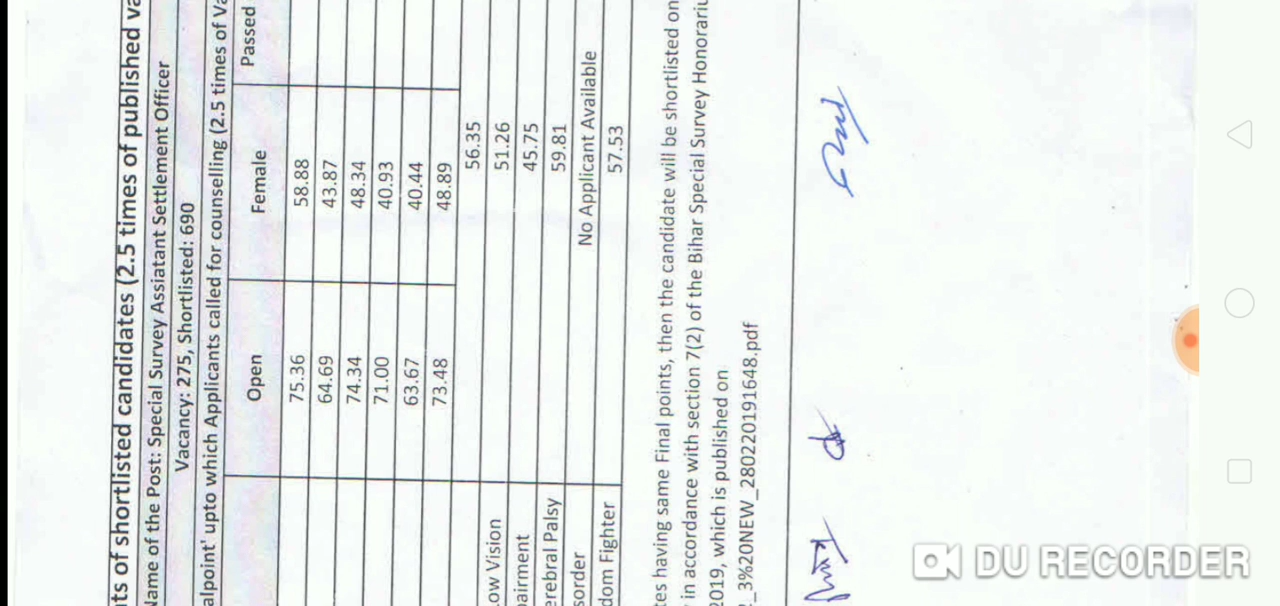 ts of shortlisted candidates (2.5 times of published va
Name of the Post: Special Survey Assiatant Settlement Officer
Vacancy: 275, Shortlisted: 690
alpoint' upto which Applicants called for counselling (2.5 times of Va
Open Female Passed
75.36 58.88
64.69 43.87
74.34 48.34
71.00 40.93
63.67 40.44
73.48 48.89
56.35
Low Vision 51.26
pairment 45.75
erebral Palsy 59.81
sorder No Applicant Available
dom Fighter 57.53
tes having same Final points, then the candidate will be shortlisted on
in accordance with section 7(2) of the Bihar Special Survey Honorariu
2019, which is published on
_3%20NEW_280220191648.pdf
DU RECORDER